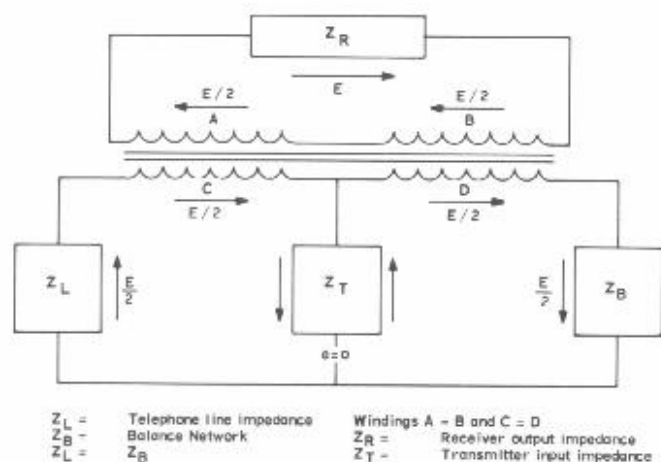 Z_R
E
E/2
E/2
A
B
C
D
E/2
E/2
Z_L
E/2
Z_T
E/2
Z_B
e=0
Z_L = Telephone line impedance
Windings A - B and C = D
Z_B - Balance Network
Z_R = Receiver output impedance
Z_L = Z_B
Z_T - Transmitter input impedance